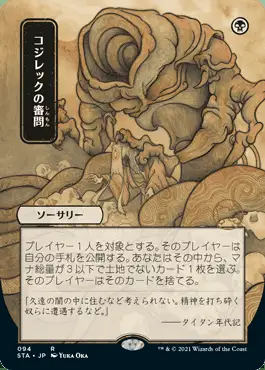 コジレックの審問
しんもん
ソーサリー
プレイヤー1人を対象とする。そのプレイヤーは
自分の手札を公開する。あなたはその中から、マ
ナ総量が3以下で土地でないカード1枚を選ぶ。そ
のプレイヤーはそのカードを捨てる。
「久遠の闇の中に住むなど考えられない。精神を打ち砕く
奴らに遭遇するなど。」
――タイタン年代記
094 R
STA・JP YUKA OKA
™ & © 2021 Wizards of the Coast